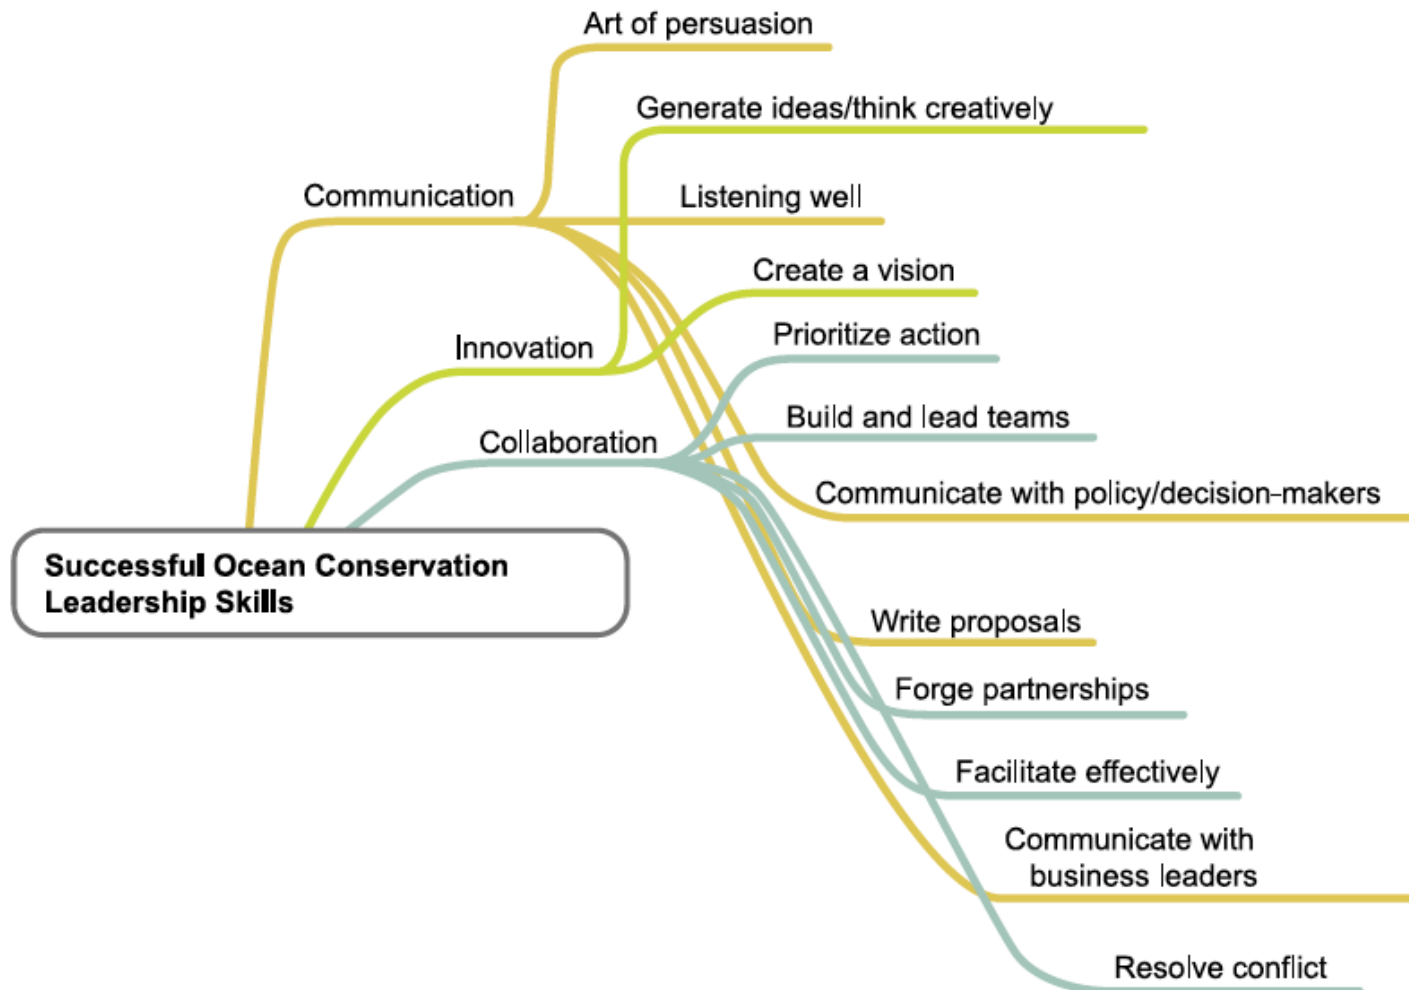 Art of persuasion
Generate ideas/think creatively
Communication
Listening well
Create a vision
Prioritize action
Innovation
Build and lead teams
Collaboration
Communicate with policy/decision-makers
Successful Ocean Conservation
Leadership Skills
Write proposals
Forge partnerships
Facilitate effectively
Communicate with
business leaders
Resolve conflict